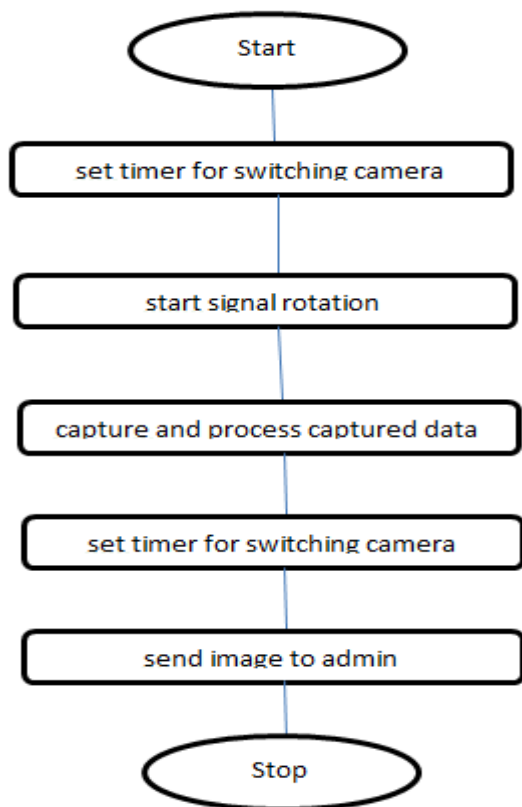 Start
set timer for switching camera
start signal rotation
capture and process captured data
set timer for switching camera
send image to admin
Stop